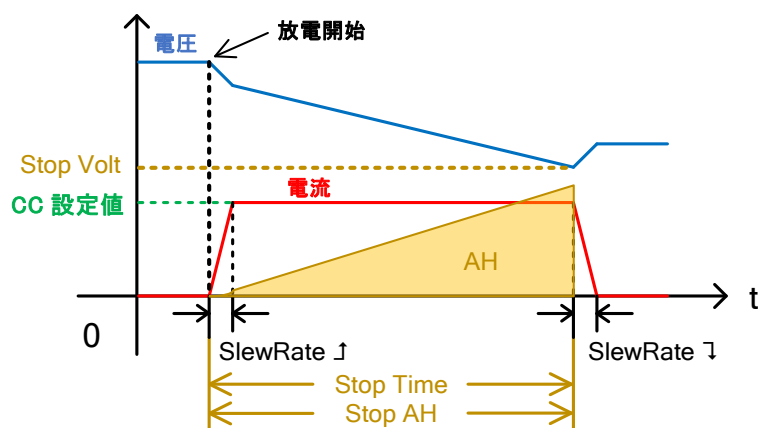 電圧
放電開始
Stop Volt
CC 設定値
電流
AH
t
0
SlewRate ↥
SlewRate ↴
Stop Time
Stop AH